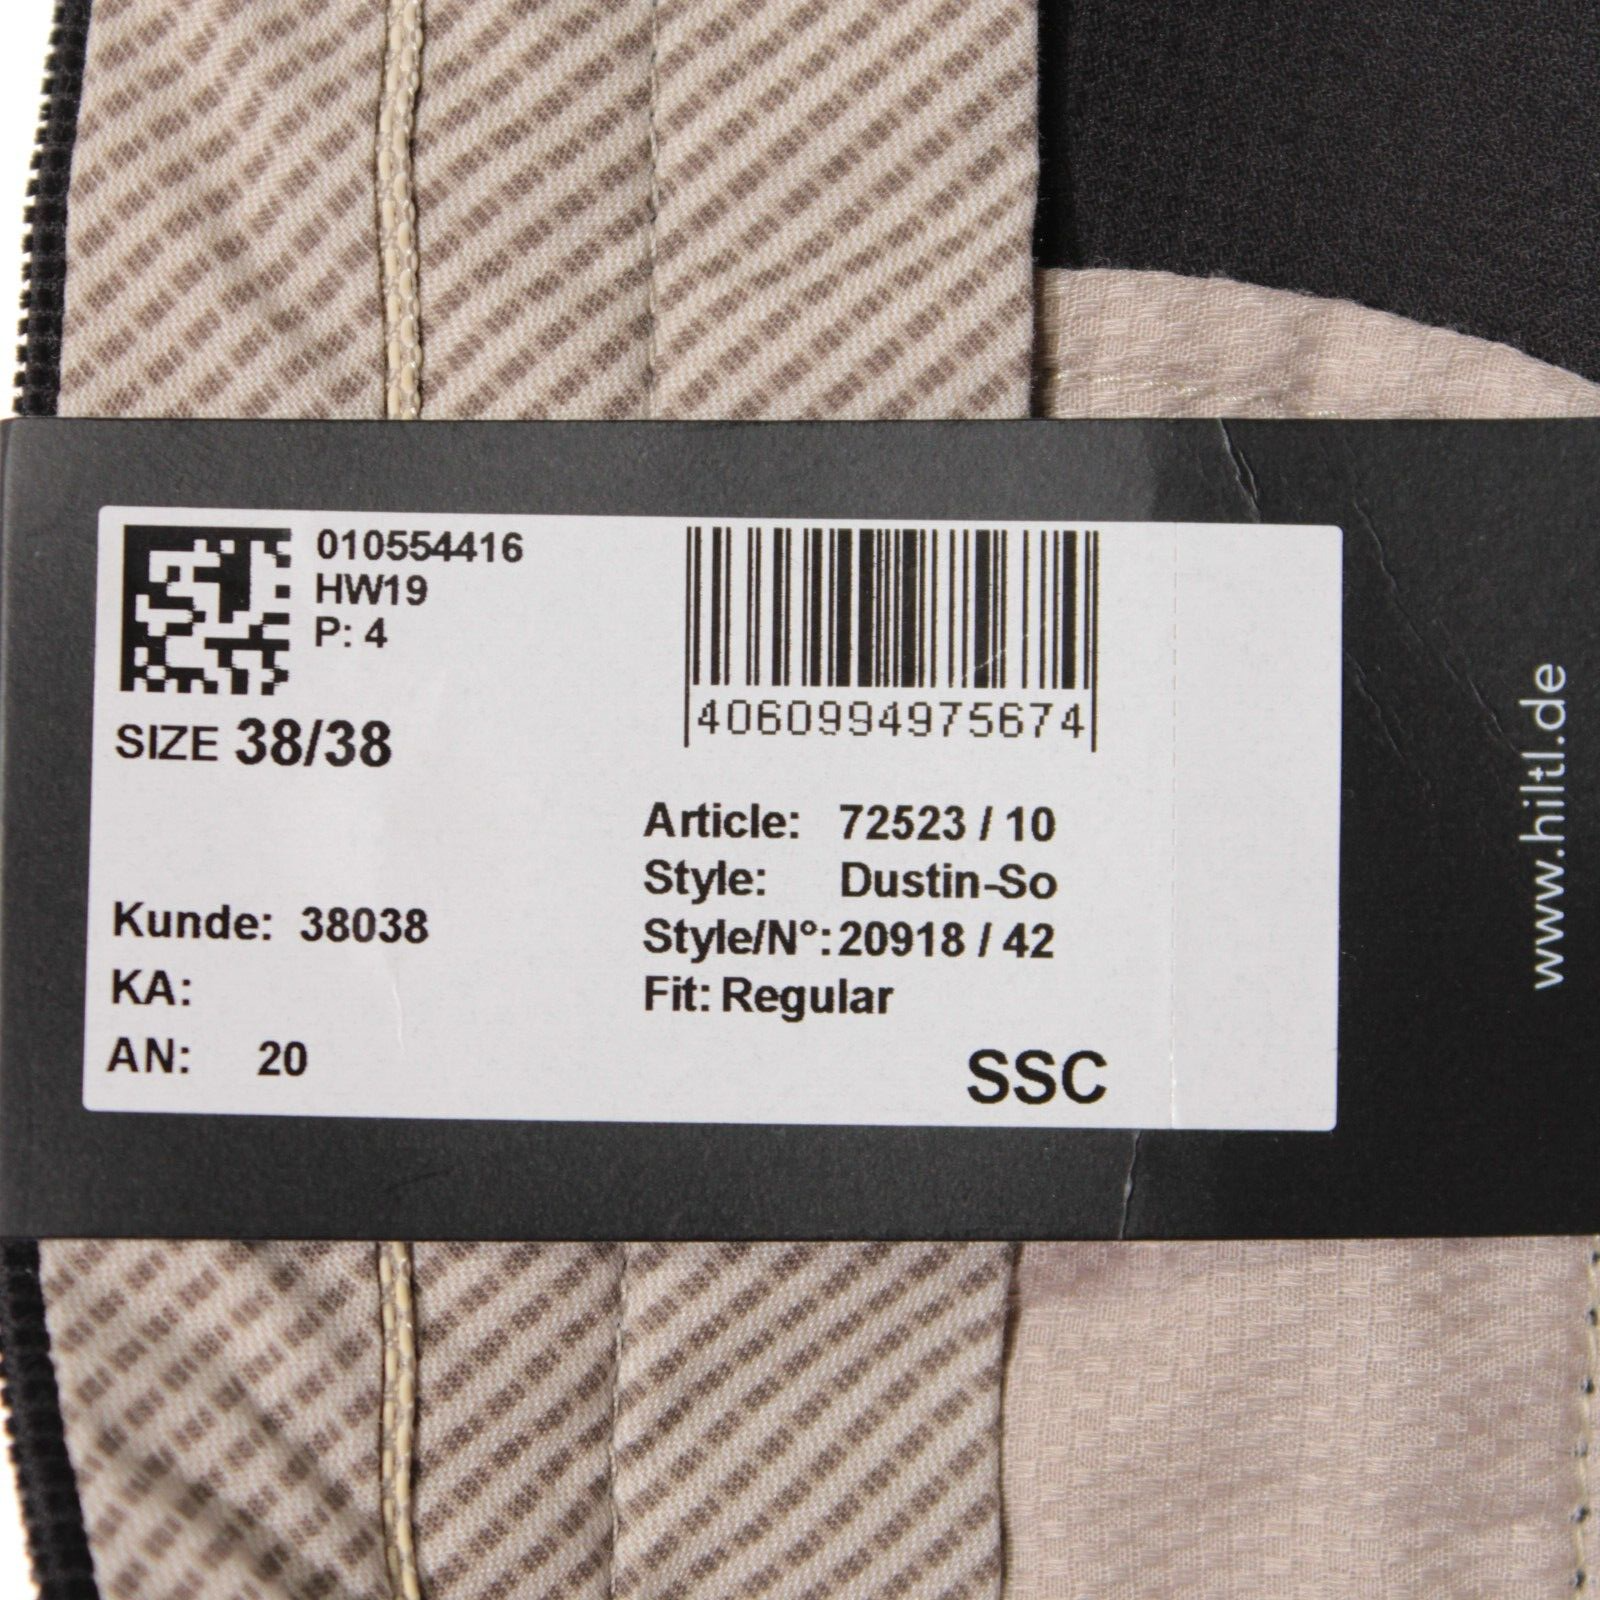 010554416
HW19
P: 4
SIZE 38/38
4060994975674
Article: 72523 / 10
Style: Dustin-So
Style/N°: 20918 / 42
Fit: Regular
Kunde: 38038
KA:
AN: 20
SSC
www.hiltl.de